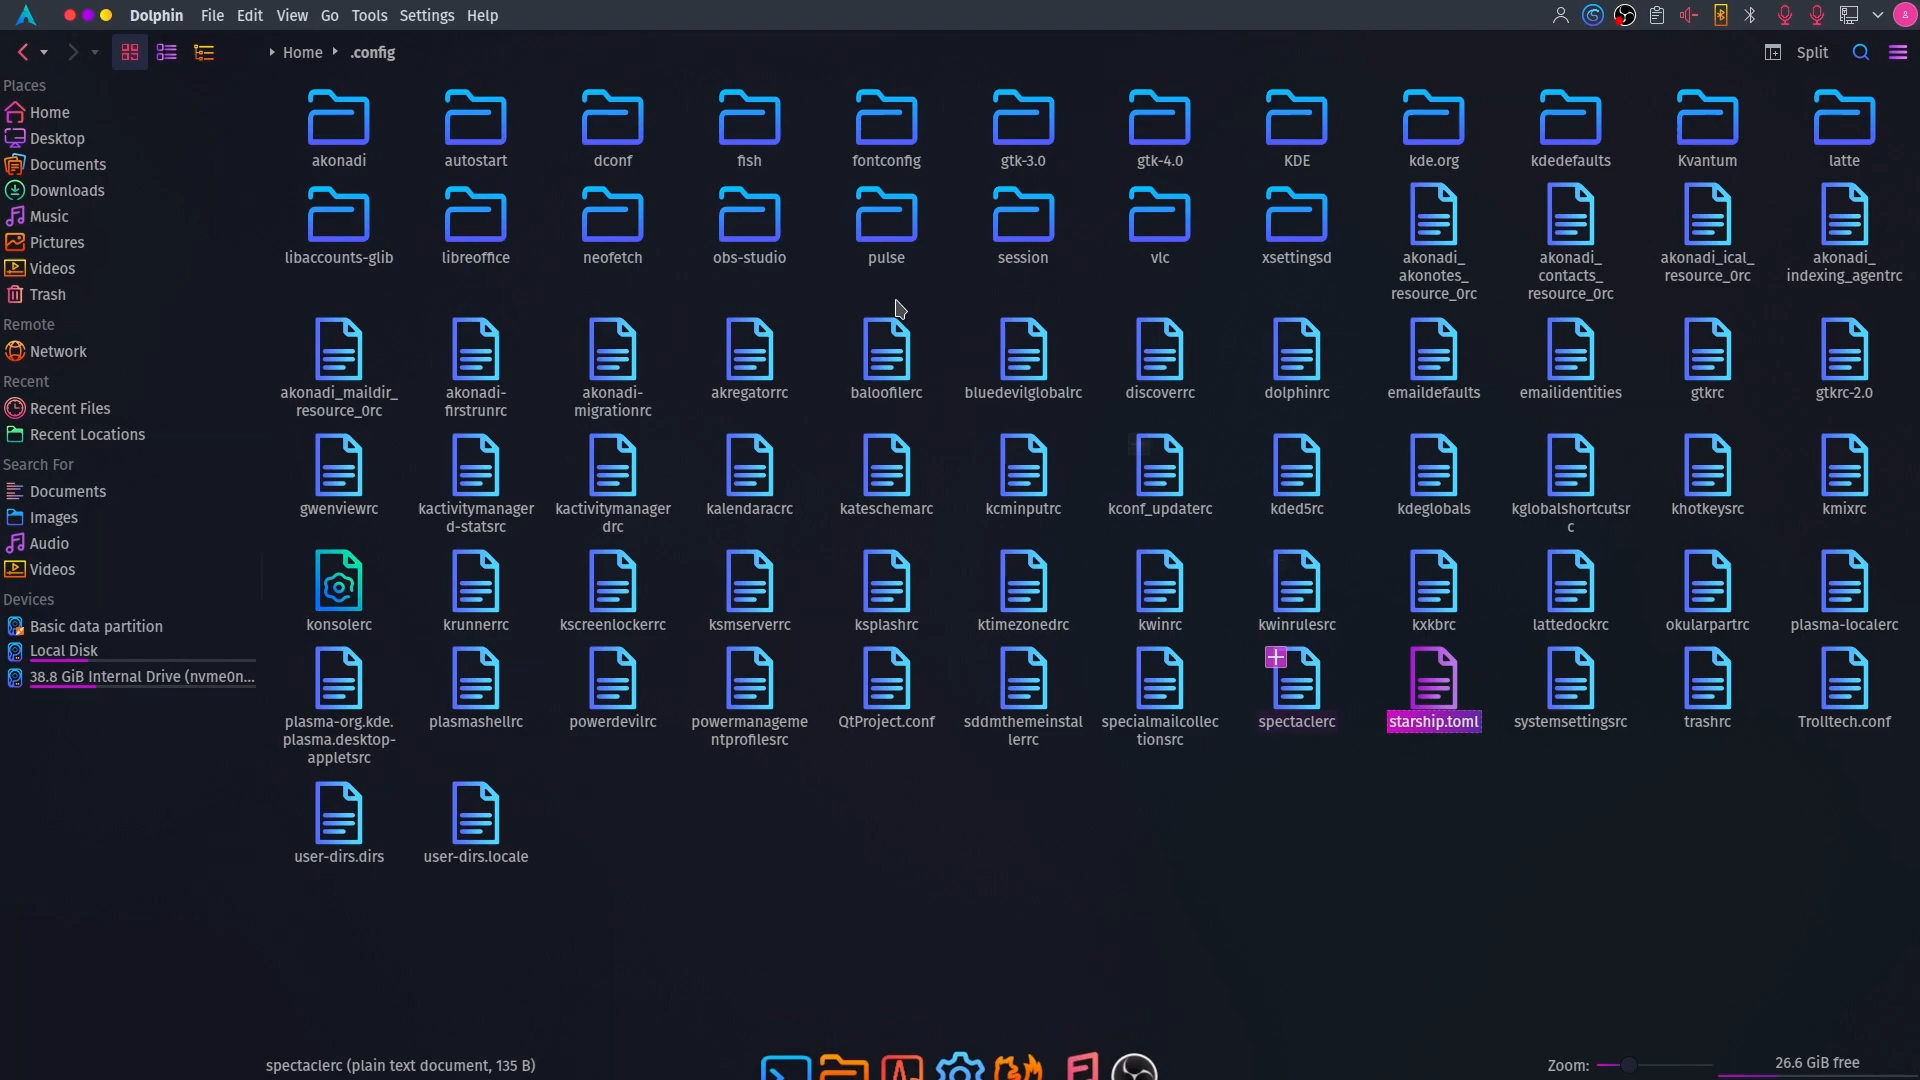 Dolphin File Edit View Go Tools Settings Help
Home .config Split
Places
Home
Desktop
Documents
Downloads
Music
Pictures
Videos
Trash
Remote
Network
Recent
Recent Files
Recent Locations
Search For
Documents
Images
Audio
Videos
Devices
Basic data partition
Local Disk
38.8 GiB Internal Drive (nvme0n...
akonadi autostart dconf fish fontconfig gtk-3.0 gtk-4.0 KDE kde.org kdedefaults Kvantum latte
libaccounts-glib libreoffice neofetch obs-studio pulse session vlc xsettingsd akonadi_ akonadi_ akonadi_ical_ akonadi_
akonotes_ contacts_ resource_0rc indexing_agentrc
resource_0rc resource_0rc
akonadi_maildir_ akonadi- akonadi- akregatorrc baloofilerc bluedevilglobalrc discoverrc dolphinrc emaildefaults emailidentities gtkrc gtkrc-2.0
resource_0rc firstrunrc migrationrc
gwenviewrc kactivitymanager kactivitymanager kalendaracrc kateschemarc kcminputrc kconf_updaterc kded5rc kdeglobals kglobalshortcutsr khotkeysrc kmixrc
d-statsrc drc c
konsolerc krunnerrc kscreenlockerrc ksmserverrc ksplashrc ktimezonedrc kwinrc kwinrulesrc kxkbrc lattedockrc okularpartrc plasma-localerc
plasma-org.kde. plasmashellrc powerdevilrc powermanageme QtProject.conf sddmthemeinstal specialmailcollec spectaclerc starship.toml systemsettingsrc trashrc Trolltech.conf
plasma.desktop- ntprofilesrc lerrc tionsrc
appletsrc
user-dirs.dirs user-dirs.locale
spectaclerc (plain text document, 135 B) Zoom: 26.6 GiB free